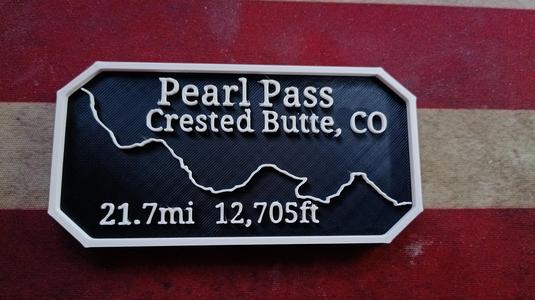 Pearl Pass
Crested Butte, CO
21.7mi 12,705ft